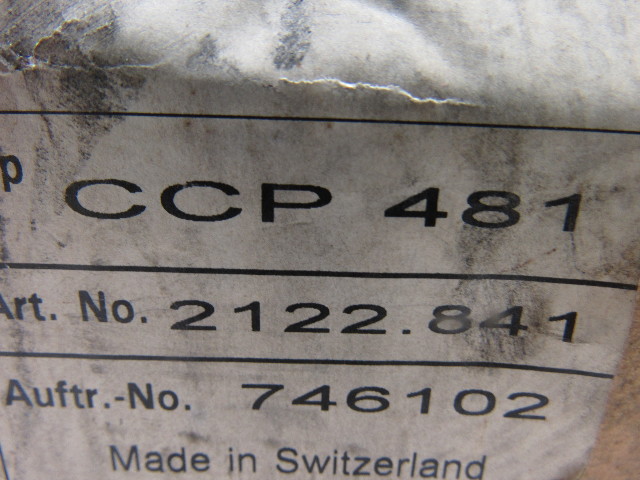 p CCP 481
Art. No. 2122.841
Auftr.-No. 746102
Made in Switzerland